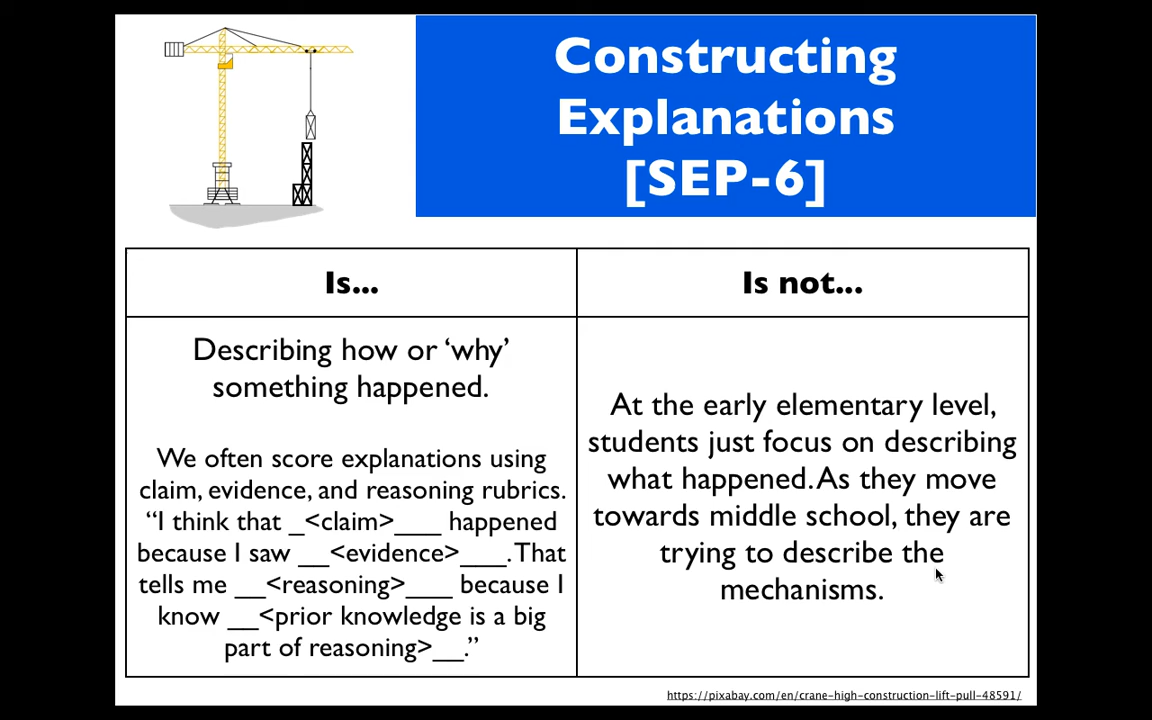 Constructing
Explanations
[SEP-6]
Is...
Is not...
Describing how or ‘why’
something happened.
We often score explanations using
claim, evidence, and reasoning rubrics.
“I think that _<claim>___ happened
because I saw __<evidence>___. That
tells me __<reasoning>___ because I
know __<prior knowledge is a big
part of reasoning>__.”
At the early elementary level,
students just focus on describing
what happened. As they move
towards middle school, they are
trying to describe the
mechanisms.
https://pixabay.com/en/crane-high-construction-lift-pull-48591/